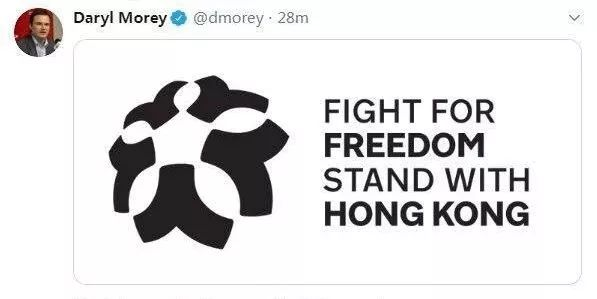 Daryl Morey @dmorey · 28m
FIGHT FOR
FREEDOM
STAND WITH
HONG KONG